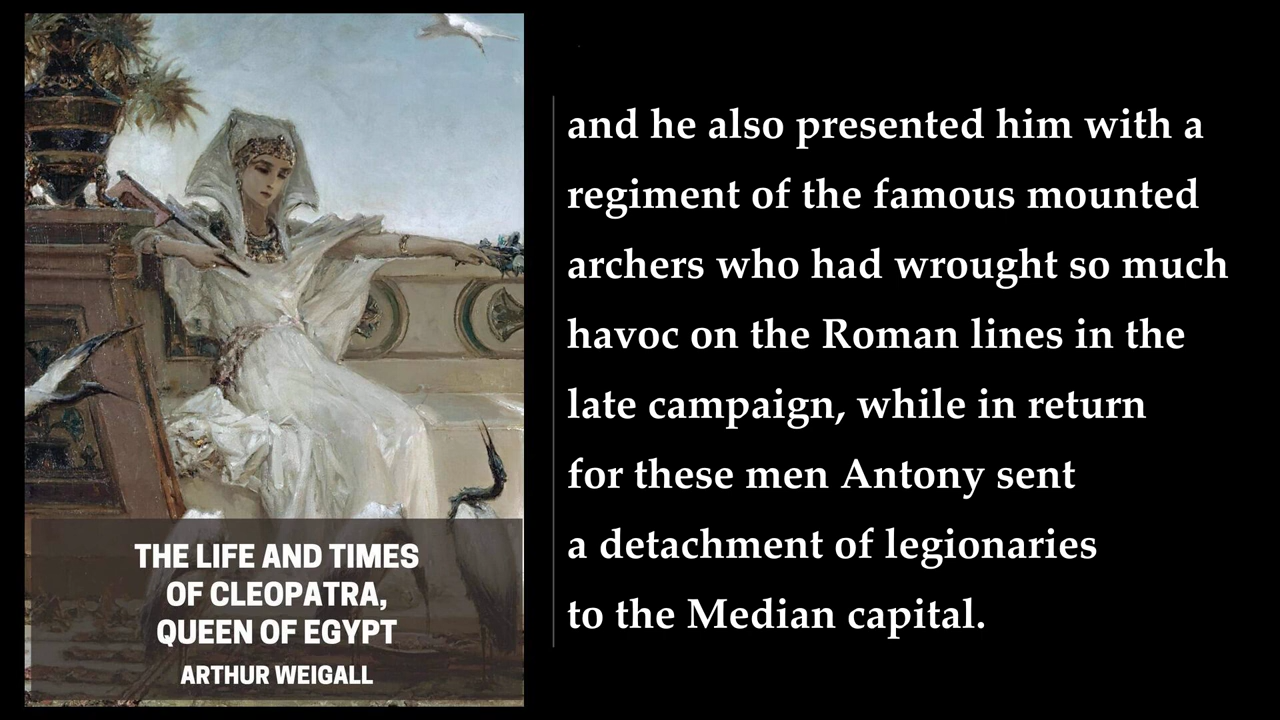 THE LIFE AND TIMES
OF CLEOPATRA,
QUEEN OF EGYPT
ARTHUR WEIGALL
and he also presented him with a
regiment of the famous mounted
archers who had wrought so much
havoc on the Roman lines in the
late campaign, while in return
for these men Antony sent
a detachment of legionaries
to the Median capital.